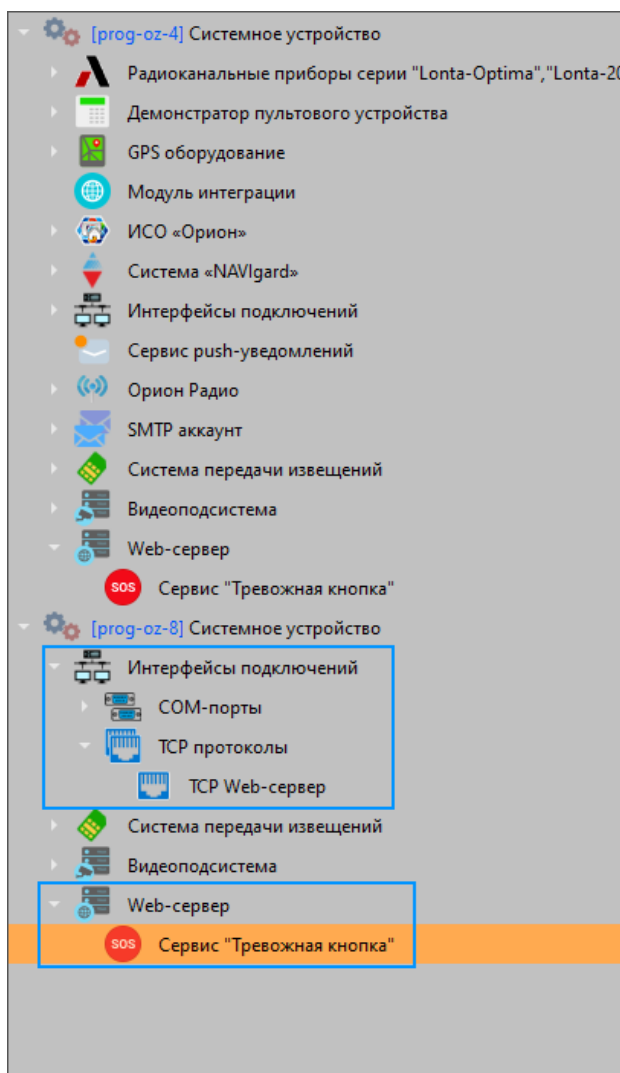 [prog-oz-4] Системное устройство
Радиоканальные приборы серии "Lonta-Optima","Lonta-20
Демонстратор пультового устройства
GPS оборудование
Модуль интеграции
ИСО «Орион»
Система «NAVIgard»
Интерфейсы подключений
Сервис push-уведомлений
Орион Радио
SMTP аккаунт
Система передачи извещений
Видеоподсистема
Web-сервер
SOS Сервис "Тревожная кнопка"
[prog-oz-8] Системное устройство
Интерфейсы подключений
COM-порты
TCP протоколы
TCP Web-сервер
Система передачи извещений
Видеоподсистема
Web-сервер
SOS Сервис "Тревожная кнопка"